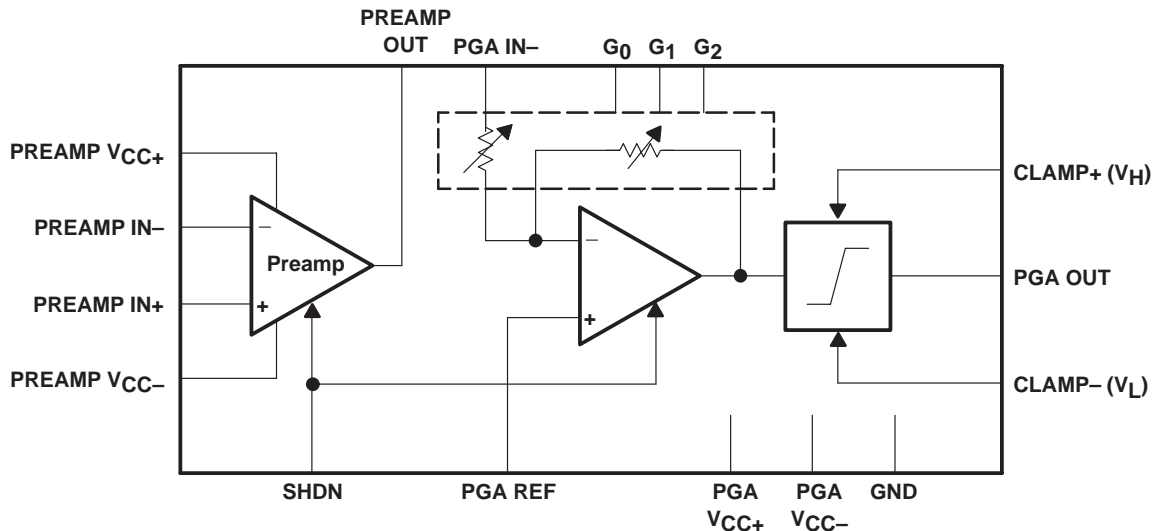 PREAMP
OUT
PGA IN–
G0
G1
G2
PREAMP VCC+
PREAMP IN–
PREAMP IN+
PREAMP VCC–
–
Preamp
+
–
+
CLAMP+ (VH)
PGA OUT
CLAMP– (VL)
SHDN
PGA REF
PGA
VCC+
PGA
VCC–
GND